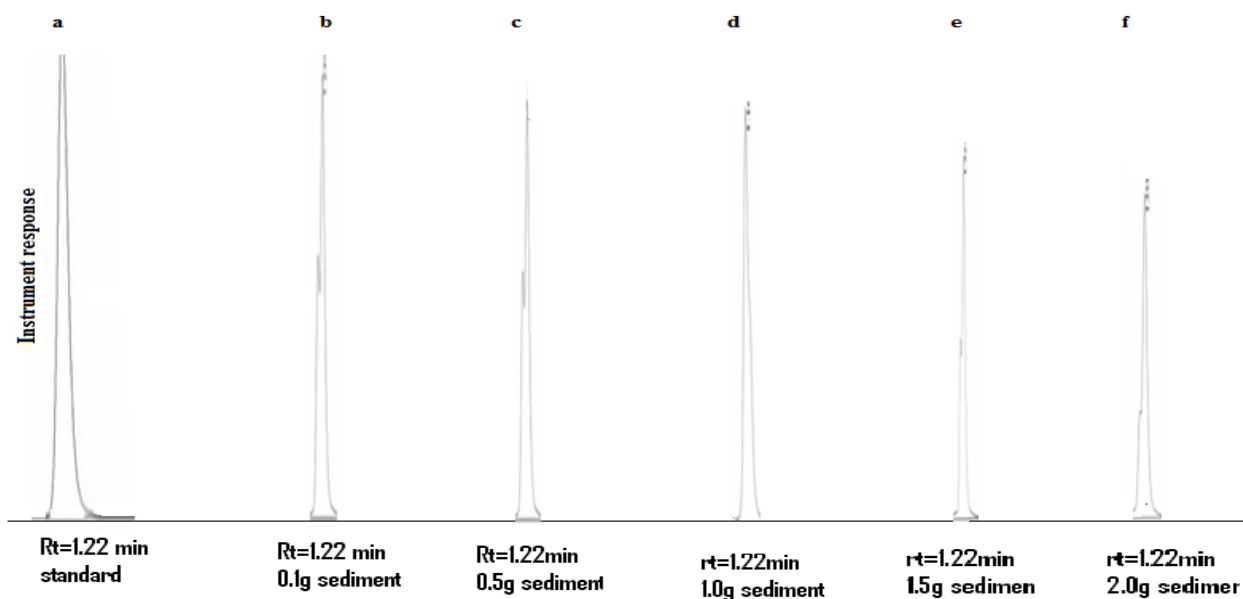 a
b
c
d
e
f
Instrument response
Rt=1.22 min
standard
Rt=1.22 min
0.1g sediment
Rt=1.22min
0.5g sediment
rt=1.22min
1.0g sediment
rt=1.22min
1.5g sedimen
rt=1.22min
2.0g sedimer